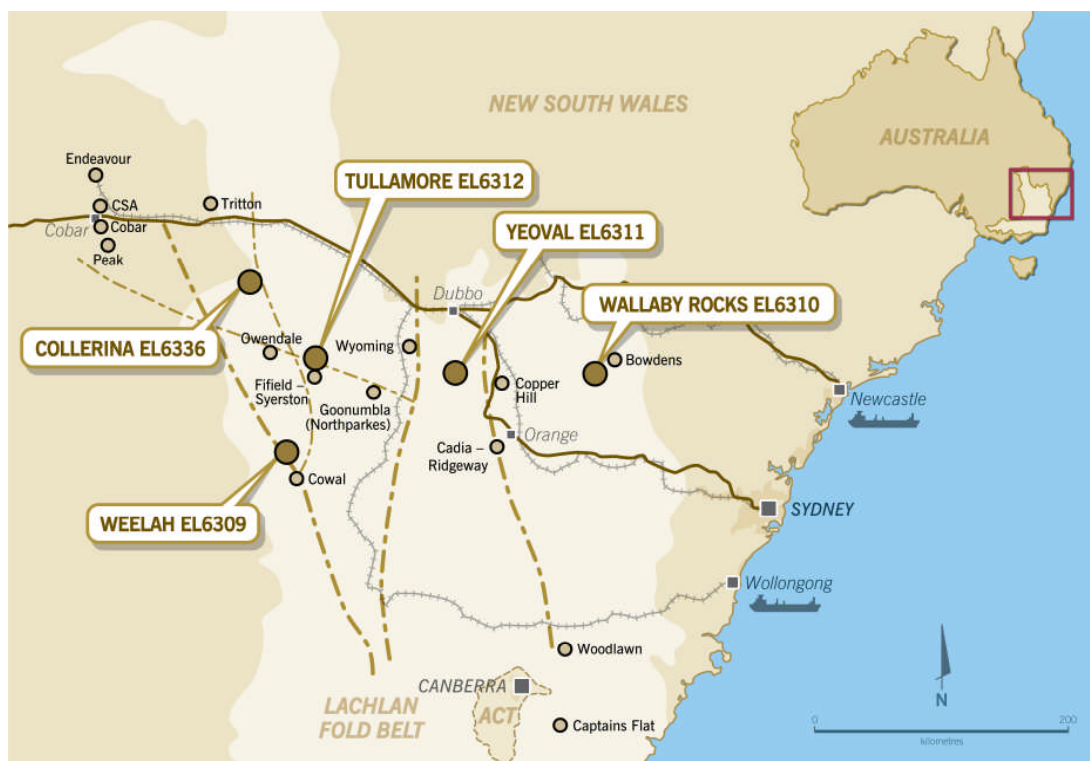 NEW SOUTH WALES
AUSTRALIA
Endeavour
TULLAMORE EL6312
CSA
Tritton
Cobar
Cobar
Peak
YEOVAL EL6311
Dubbo
WALLABY ROCKS EL6310
COLLERINA EL6336
Owendale
Wyoming
Bowdens
Fifield –
Syerston
Goonumbla
(Northparkes)
Copper
Hill
Newcastle
Orange
Cadia –
Ridgeway
Cowal
WEELAH EL6309
SYDNEY
Wollongong
Woodlawn
CANBERRA
LACHLAN
FOLD BELT
ACT
Captains Flat
N
0
200
kilometres